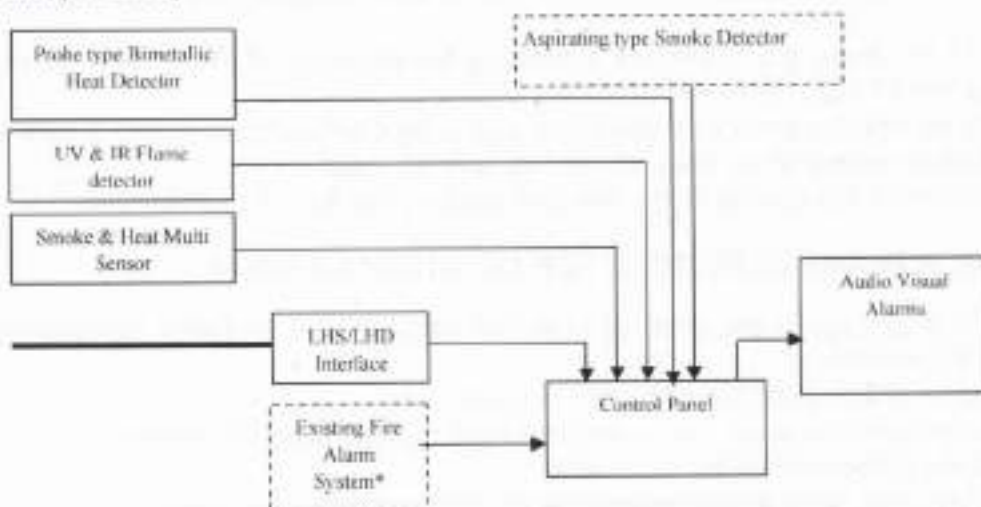 Probe type Bimetallic
Heat Detector
Aspirating type Smoke Detector
UV & IR Flame
detector
Smoke & Heat Multi
Sensor
Audio Visual
Alarms
LHS/LHD
Interface
Control Panel
Existing Fire
Alarm
System*